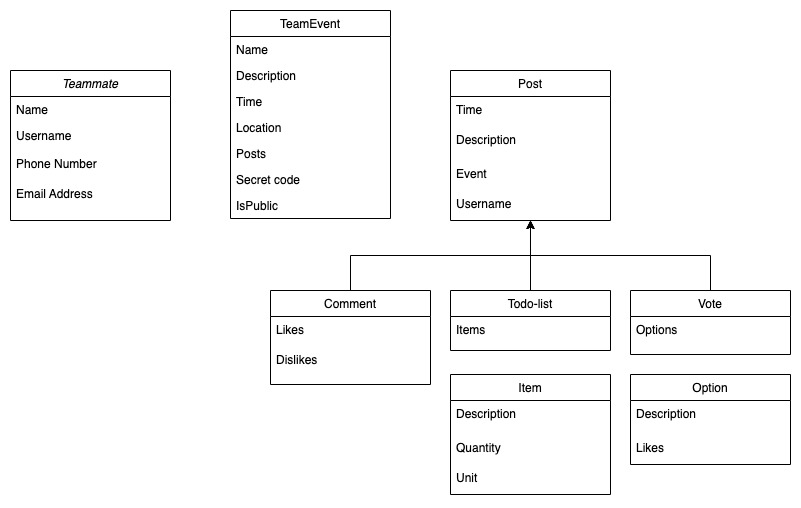 TeamEvent
Name
Description
Time
Location
Posts
Secret code
IsPublic
Teammate
Name
Username
Phone Number
Email Address
Post
Time
Description
Event
Username
Comment
Likes
Dislikes
Todo-list
Items
Vote
Options
Item
Description
Quantity
Unit
Option
Description
Likes